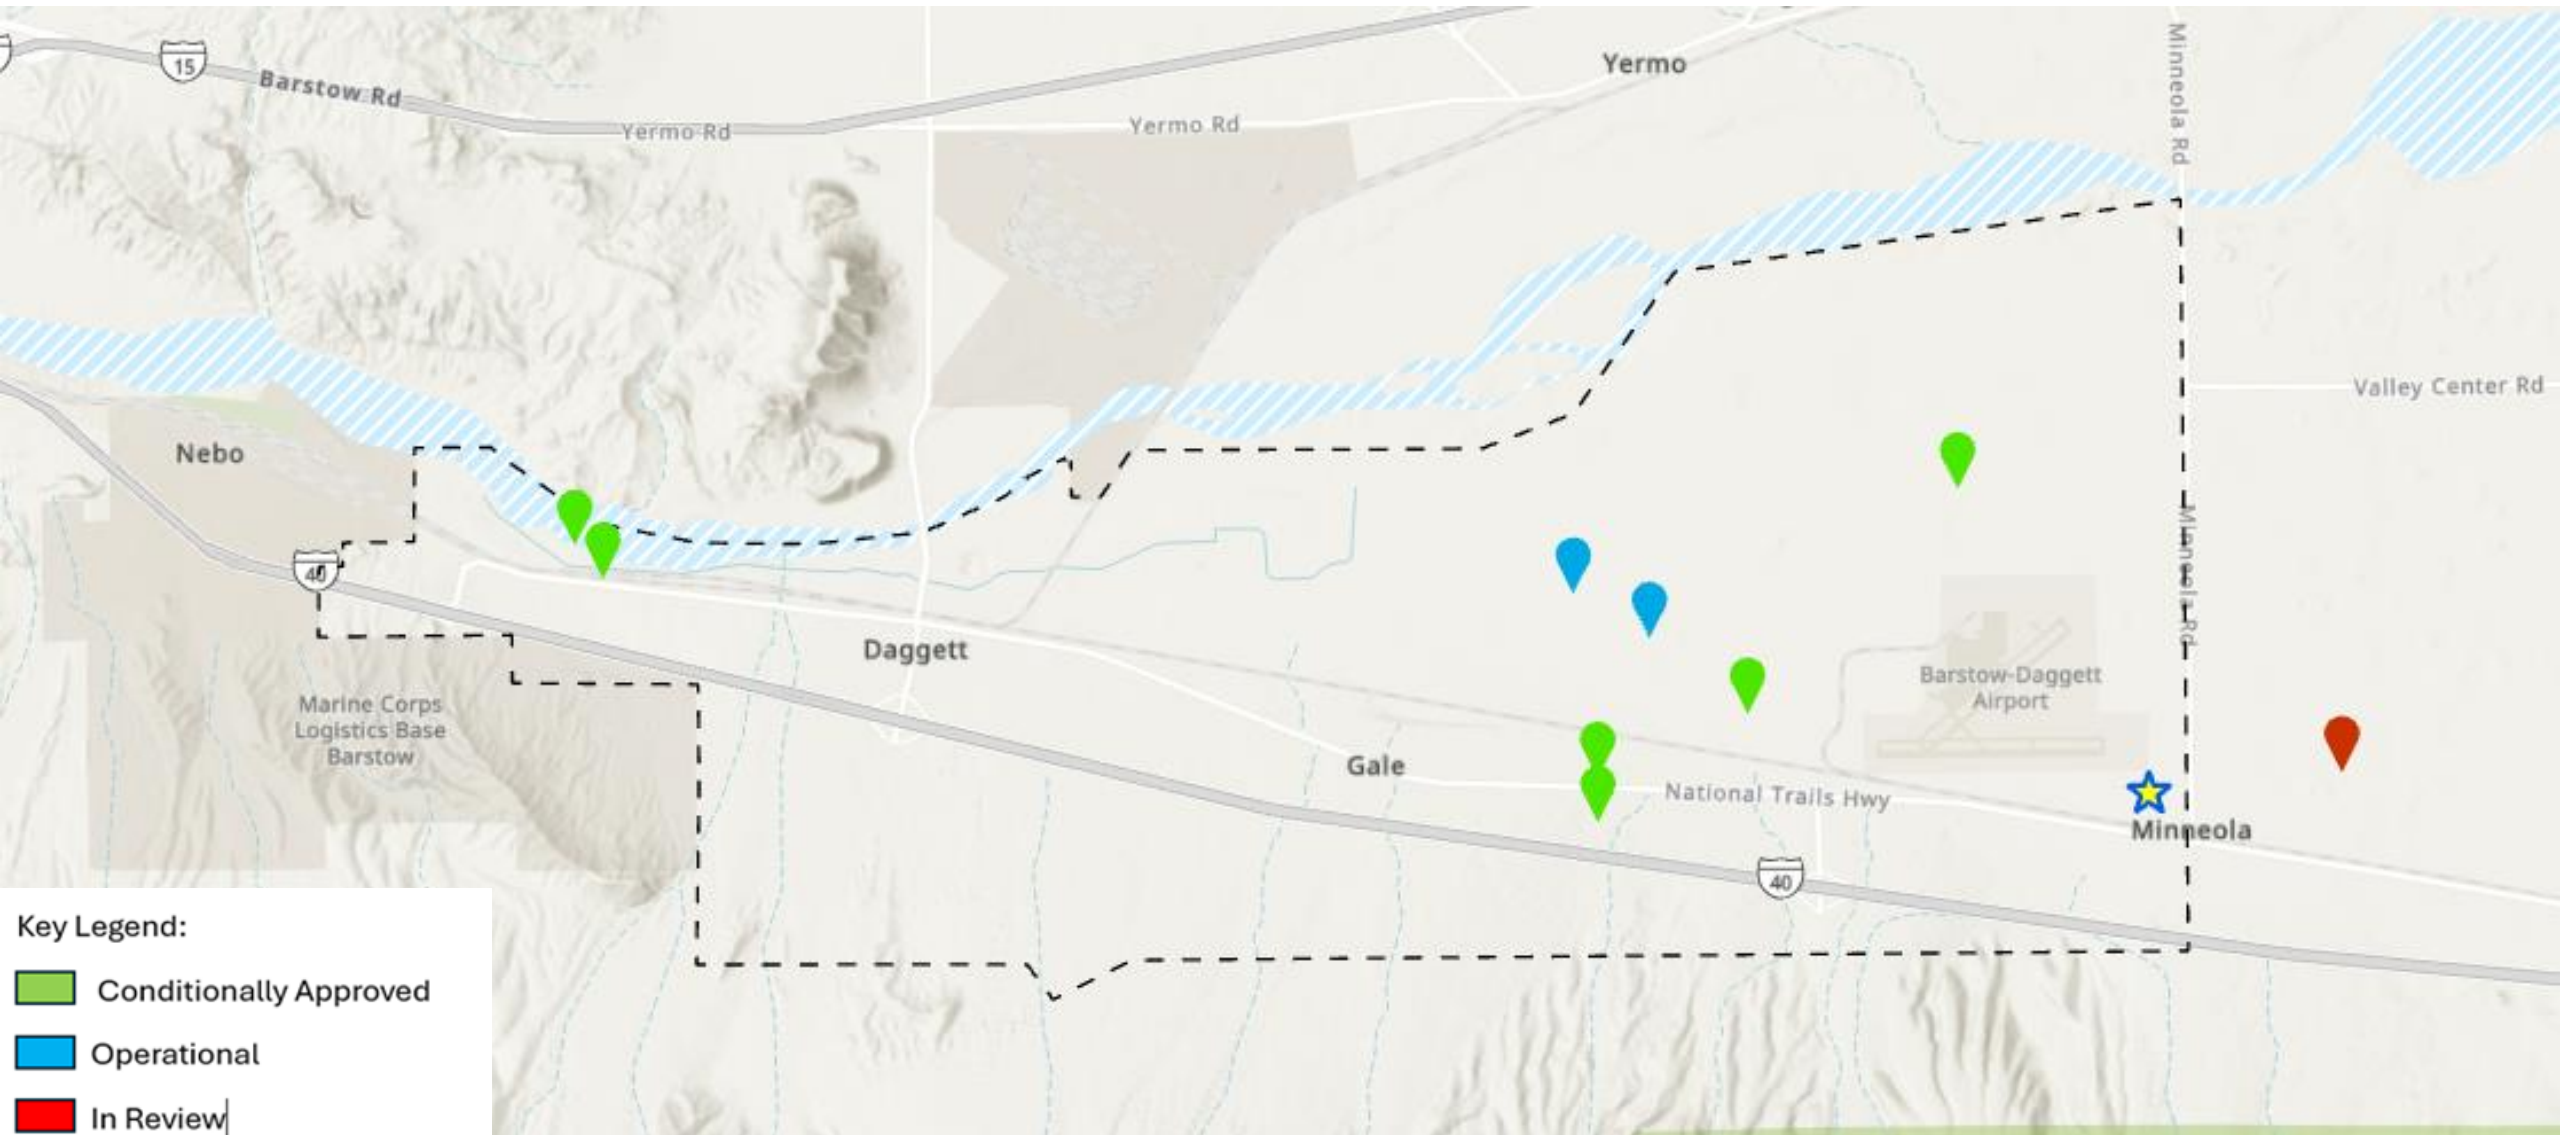 15
Barstow Rd
Yermo Rd
Yermo Rd
Yermo
Minneola Rd
Valley Center Rd
Nebo
40
Minneola Rd
Daggett
Marine Corps
Logistics Base
Barstow
Barstow-Daggett
Airport
Gale
National Trails Hwy
Minneola
40
Key Legend:
Conditionally Approved
Operational
In Review